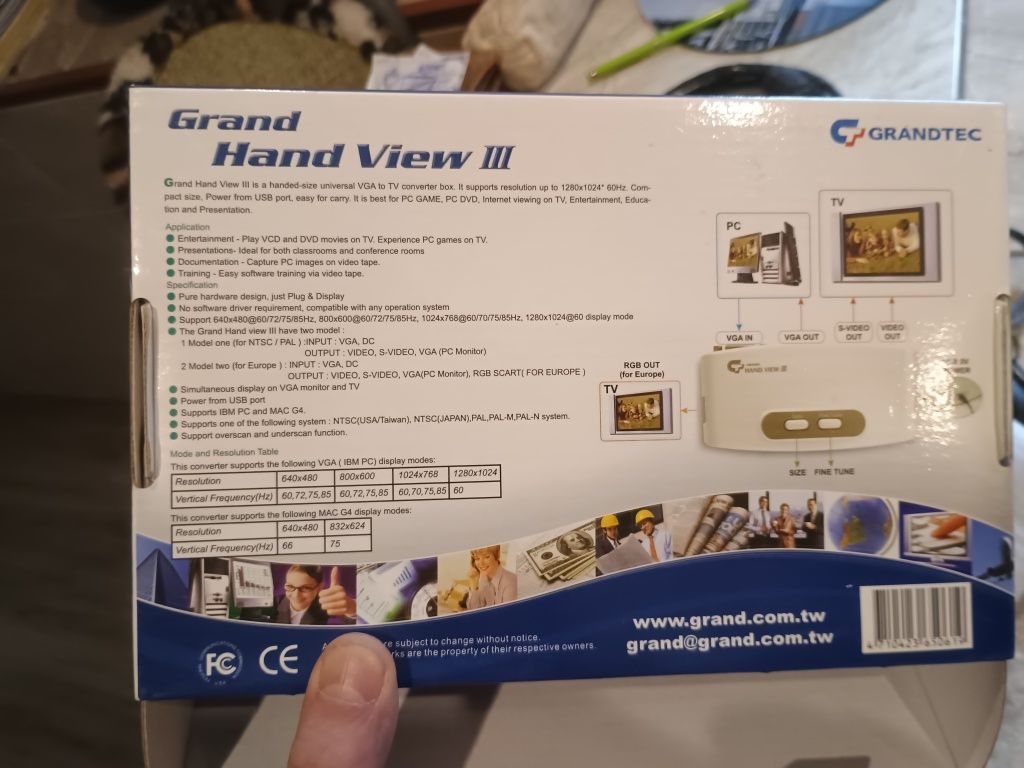 Grand
Hand View III
GRANDTEC
Grand Hand View III is a handed-size universal VGA to TV converter box. It supports resolution up to 1280x1024* 60Hz. Com-
pact size, Power from USB port, easy for carry. It is best for PC GAME, PC DVD, Internet viewing on TV, Entertainment, Educa-
tion and Presentation.
Application
Entertainment - Play VCD and DVD movies on TV. Experience PC games on TV.
Presentations- Ideal for both classrooms and conference rooms
Documentation - Capture PC images on video tape.
Training - Easy software training via video tape.
Specification
Pure hardware design, just Plug & Display
No software driver requirement, compatible with any operation system
Support 640x480@60/72/75/85Hz, 800x600@60/72/75/85Hz, 1024x768@60/70/75/85Hz, 1280x1024@60 display mode
The Grand Hand view III have two model :
1 Model one (for NTSC / PAL ) :INPUT : VGA, DC
OUTPUT : VIDEO, S-VIDEO, VGA (PC Monitor)
2 Model two (for Europe ) : INPUT : VGA, DC
OUTPUT : VIDEO, S-VIDEO, VGA(PC Monitor), RGB SCART( FOR EUROPE )
Simultaneous display on VGA monitor and TV
Power from USB port
Supports IBM PC and MAC G4.
Supports one of the following system : NTSC(USA/Taiwan), NTSC(JAPAN),PAL,PAL-M,PAL-N system.
Support overscan and underscan function.
Mode and Resolution Table
This converter supports the following VGA ( IBM PC) display modes:
Resolution 640x480 800x600 1024x768 1280x1024
Vertical Frequency(Hz) 60,72,75,85 60,72,75,85 60,70,75,85 60
This converter supports the following MAC G4 display modes:
Resolution 640x480 832x624
Vertical Frequency(Hz) 66 75
PC
TV
VGA IN
VGA OUT
S-VIDEO
OUT
VIDEO
OUT
RGB OUT
(for Europe)
TV
HAND VIEW III
IN
SIZE FINE TUNE
www.grand.com.tw
grand@grand.com.tw
FC CE
subject to change without notice.
are the property of their respective owners.